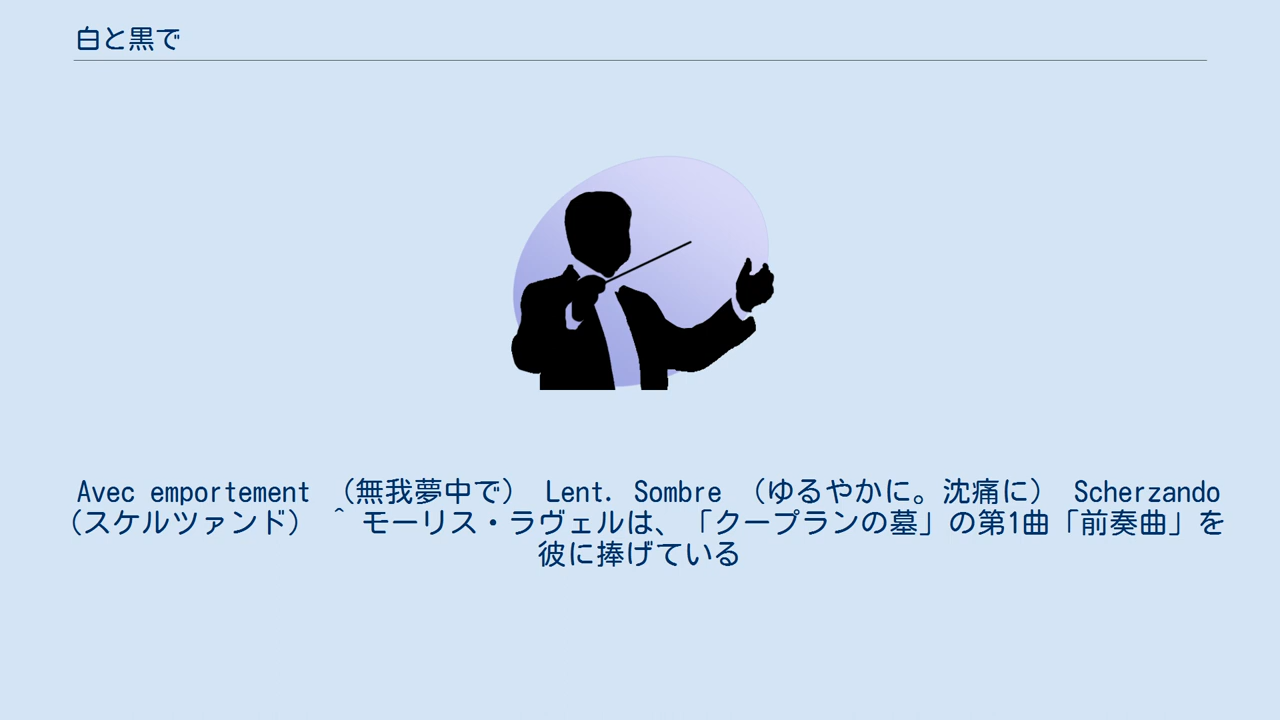 白と黒で
Avec emportement （無我夢中で） Lent. Sombre （ゆるやかに。沈痛に） Scherzando
（スケルツァンド） ^ モーリス・ラヴェルは、「クープランの墓」の第1曲「前奏曲」を
彼に捧げている